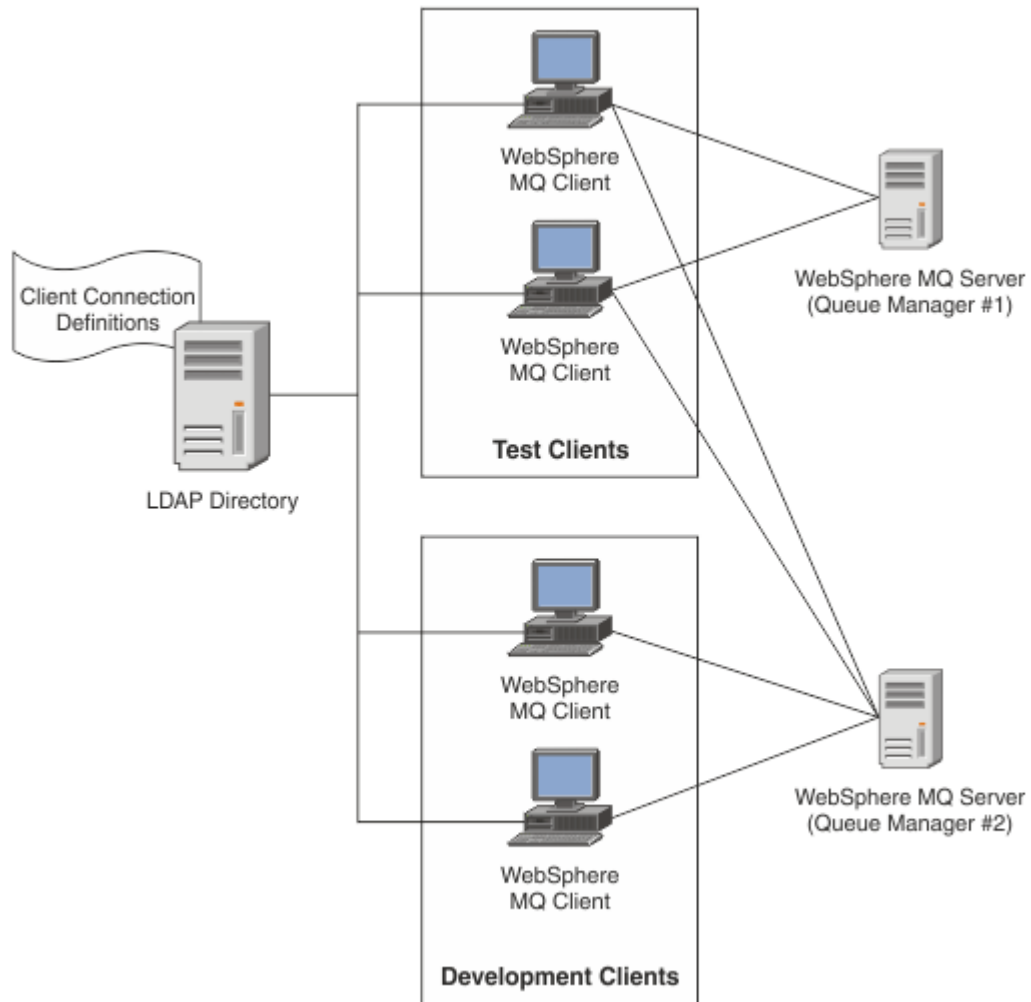 WebSphere
MQ Client
WebSphere
MQ Client
Test Clients
WebSphere MQ Server
(Queue Manager #1)
Client Connection
Definitions
LDAP Directory
WebSphere
MQ Client
WebSphere
MQ Client
Development Clients
WebSphere MQ Server
(Queue Manager #2)